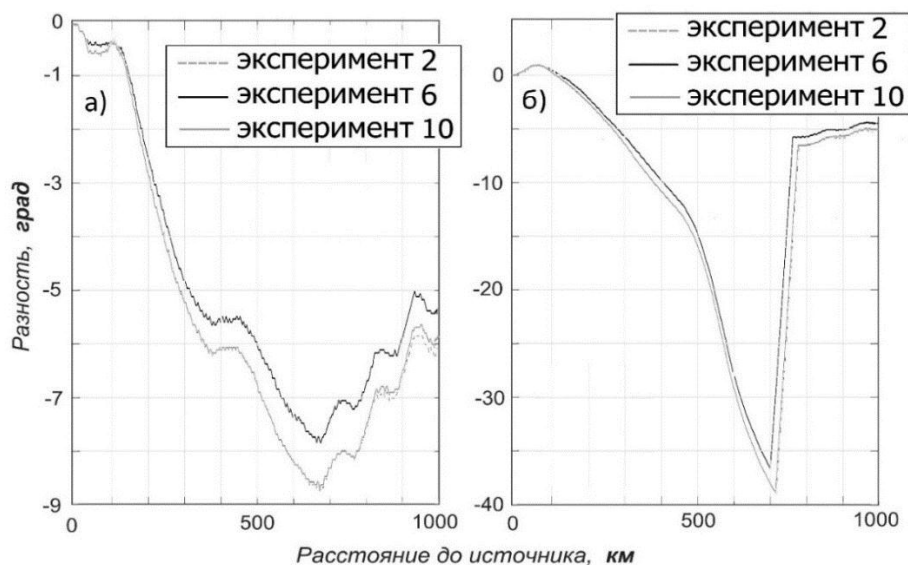 а)
эксперимент 2
эксперимент 6
эксперимент 10
0
-1
-3
-5
-7
-9
0
500
1000
Разность, град
б)
эксперимент 2
эксперимент 6
эксперимент 10
0
-10
-20
-30
-40
0
500
1000
Расстояние до источника, км